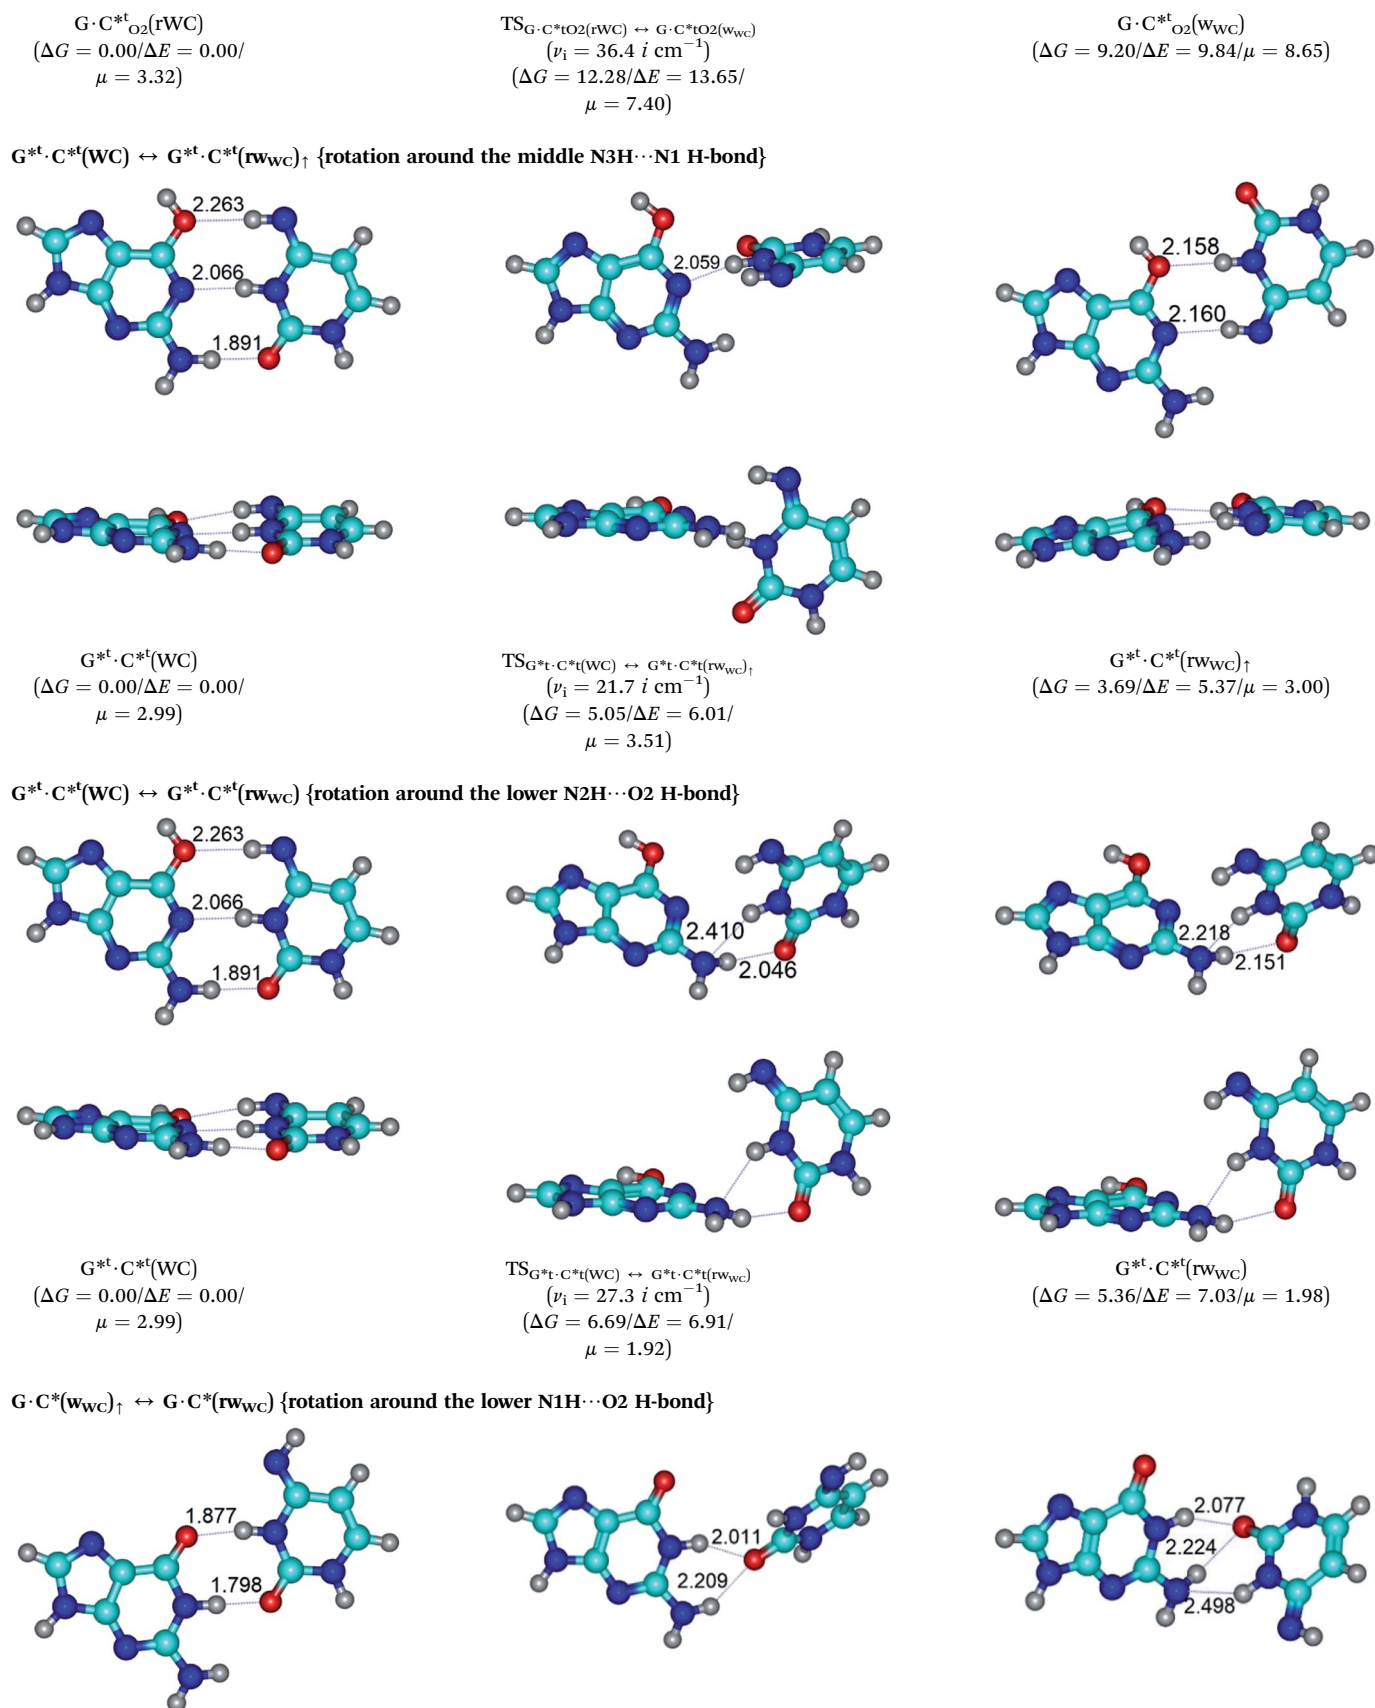 G·C*ᵗO2(rWC)
(ΔG = 0.00/ΔE = 0.00/
μ = 3.32)
TS G·C*tO2(rWC) ↔ G·C*tO2(wWC)
(νi = 36.4 i cm⁻¹)
(ΔG = 12.28/ΔE = 13.65/
μ = 7.40)
G·C*ᵗO2(wWC)
(ΔG = 9.20/ΔE = 9.84/μ = 8.65)
G*ᵗ·C*ᵗ(WC) ↔ G*ᵗ·C*ᵗ(rwWC)↑ {rotation around the middle N3H···N1 H-bond}
2.263
2.066
1.891
2.059
2.158
2.160
G*ᵗ·C*ᵗ(WC)
(ΔG = 0.00/ΔE = 0.00/
μ = 2.99)
TS G*t·C*t(WC) ↔ G*t·C*t(rwWC)↑
(νi = 21.7 i cm⁻¹)
(ΔG = 5.05/ΔE = 6.01/
μ = 3.51)
G*ᵗ·C*ᵗ(rwWC)↑
(ΔG = 3.69/ΔE = 5.37/μ = 3.00)
G*ᵗ·C*ᵗ(WC) ↔ G*ᵗ·C*ᵗ(rwWC) {rotation around the lower N2H···O2 H-bond}
2.263
2.066
1.891
2.410
2.046
2.218
2.151
G*ᵗ·C*ᵗ(WC)
(ΔG = 0.00/ΔE = 0.00/
μ = 2.99)
TS G*t·C*t(WC) ↔ G*t·C*t(rwWC)
(νi = 27.3 i cm⁻¹)
(ΔG = 6.69/ΔE = 6.91/
μ = 1.92)
G*ᵗ·C*ᵗ(rwWC)
(ΔG = 5.36/ΔE = 7.03/μ = 1.98)
G·C*(wWC)↑ ↔ G·C*(rwWC) {rotation around the lower N1H···O2 H-bond}
1.877
1.798
2.011
2.209
2.077
2.224
2.498